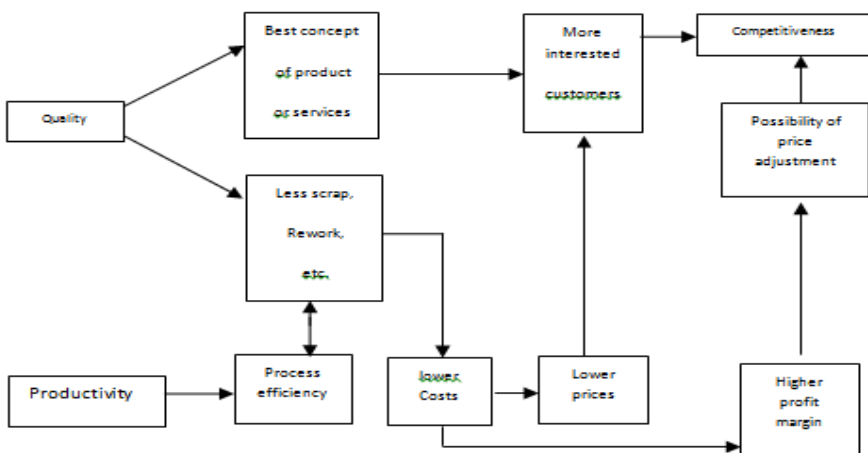 Best concept
of product
or services
More
interested
customers
Competitiveness
Quality
Possibility of
price
adjustment
Less scrap,
Rework,
etc.
Productivity
Process
efficiency
lower
Costs
Lower
prices
Higher
profit
margin